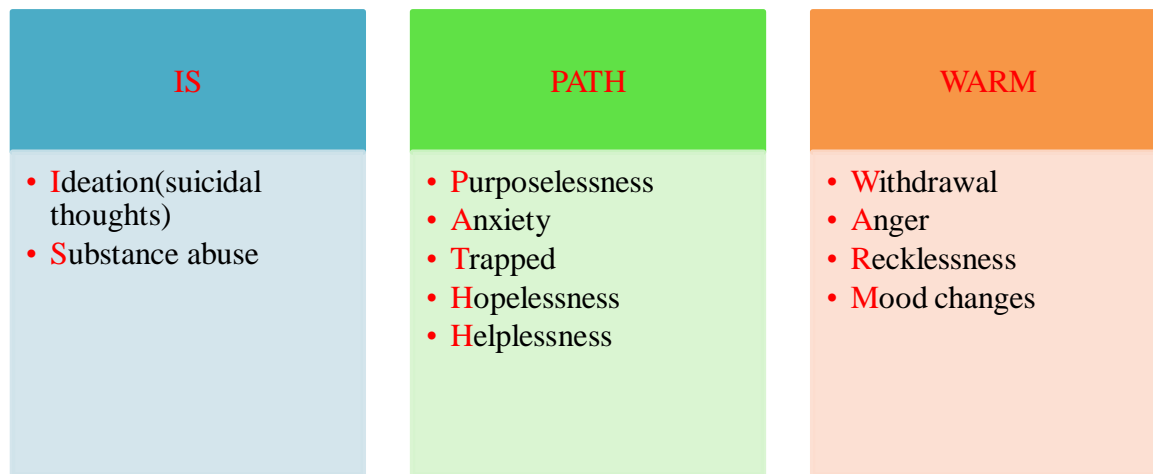 IS
• Ideation(suicidal
thoughts)
• Substance abuse
PATH
• Purposelessness
• Anxiety
• Trapped
• Hopelessness
• Helplessness
WARM
• Withdrawal
• Anger
• Recklessness
• Mood changes